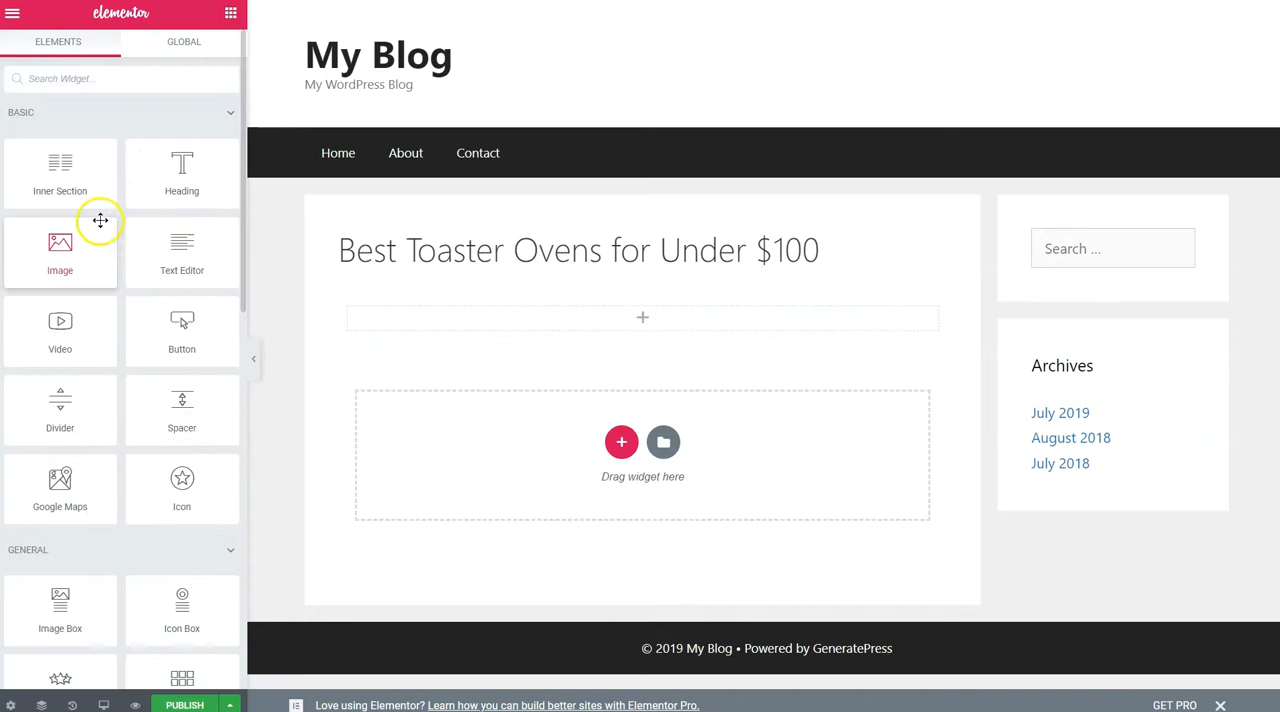 elementor
ELEMENTS
GLOBAL
Search Widget...
BASIC
Inner Section
Heading
Image
Text Editor
Video
Button
Divider
Spacer
Google Maps
Icon
GENERAL
Image Box
Icon Box
PUBLISH
My Blog
My WordPress Blog
Home About Contact
Best Toaster Ovens for Under $100
Drag widget here
Search ...
Archives
July 2019
August 2018
July 2018
© 2019 My Blog • Powered by GeneratePress
Love using Elementor? Learn how you can build better sites with Elementor Pro.
GET PRO